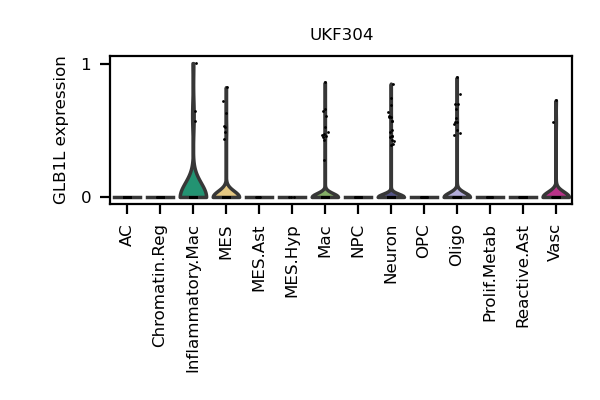 UKF304
GLB1L expression
1
0
AC
Chromatin.Reg
Inflammatory.Mac
MES
MES.Ast
MES.Hyp
Mac
NPC
Neuron
OPC
Oligo
Prolif.Metab
Reactive.Ast
Vasc